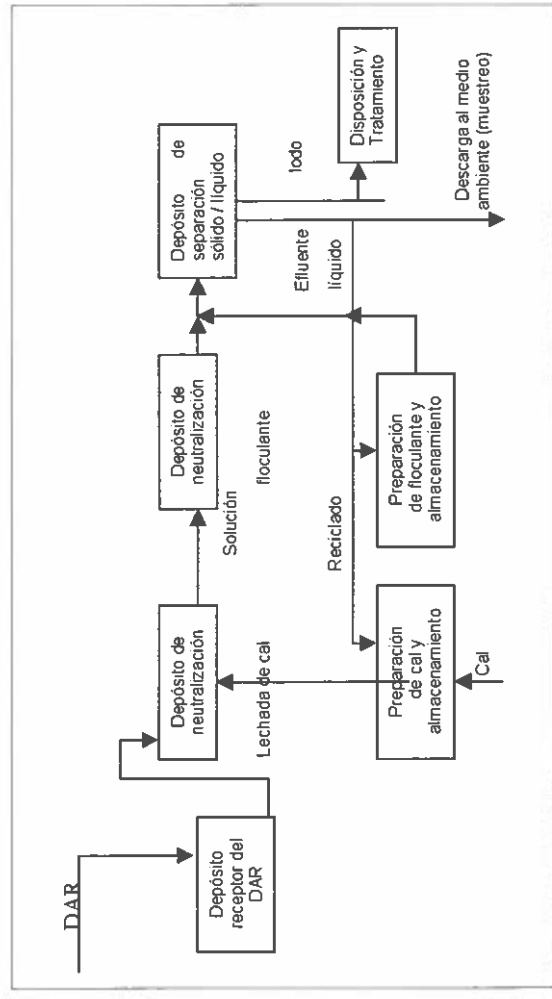 DAR
Depósito
receptor del
DAR
Depósito de
neutralización
Depósito de
neutralización
Depósito de
separación
sólido / líquido
Solución
Lechada de cal
floculante
Efluente
líquido
lodo
Disposición y
Tratamiento
Reciclado
Preparación
de cal y
almacenamiento
Cal
Preparación
de floculante y
almacenamiento
Descarga al medio
ambiente (muestreo)